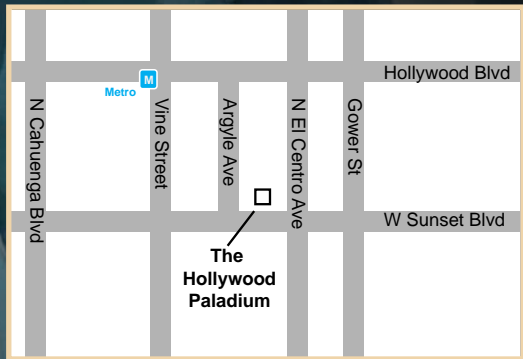 Hollywood Blvd
M
Metro
N Cahuenga Blvd
Vine Street
Argyle Ave
N El Centro Ave
Gower St
W Sunset Blvd
The
Hollywood
Paladium